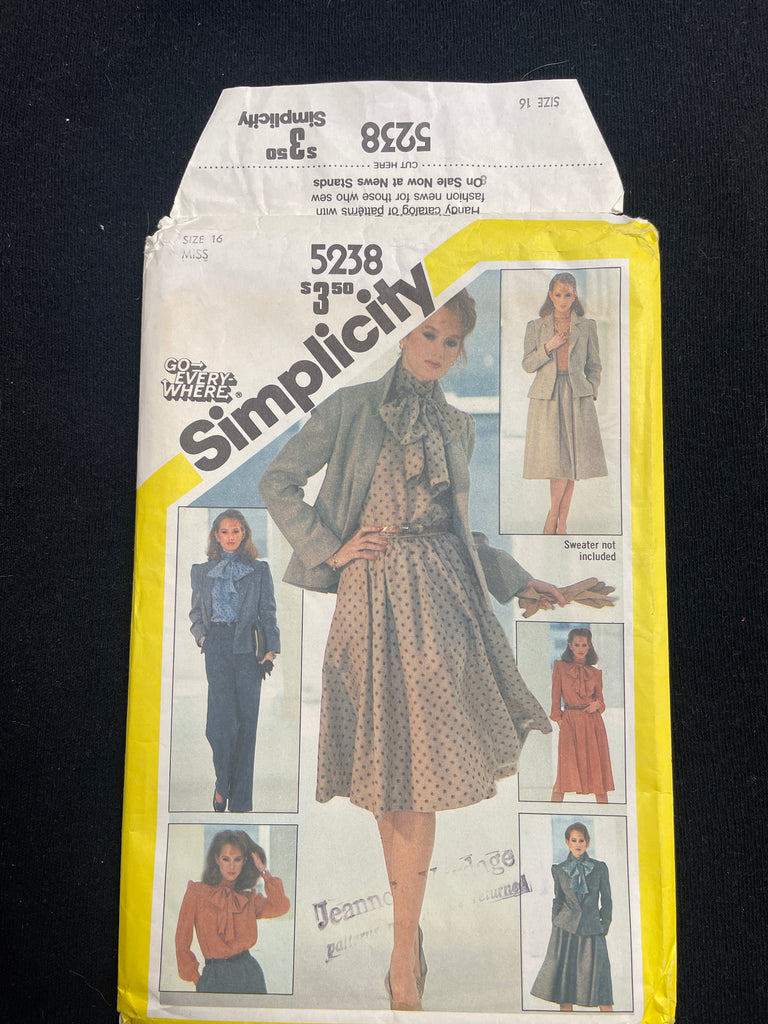 SIZE 16
5238
$3.50
Simplicity
CUT HERE
On Sale Now at News Stands
fashion news for those who sew
Handy catalog of patterns with
SIZE 16
MISS
5238
$3.50
Simplicity
GO→
EVERY-
WHERE®
Sweater not
included
Jeanne
returned